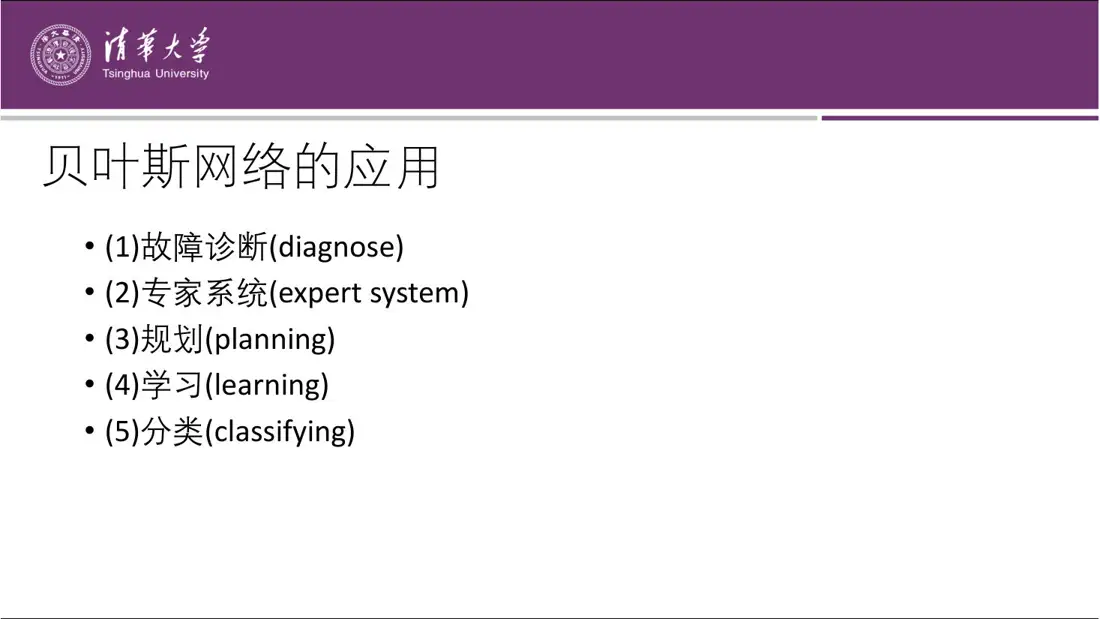 清華大学
Tsinghua University
贝叶斯网络的应用
• (1)故障诊断(diagnose)
• (2)专家系统(expert system)
• (3)规划(planning)
• (4)学习(learning)
• (5)分类(classifying)